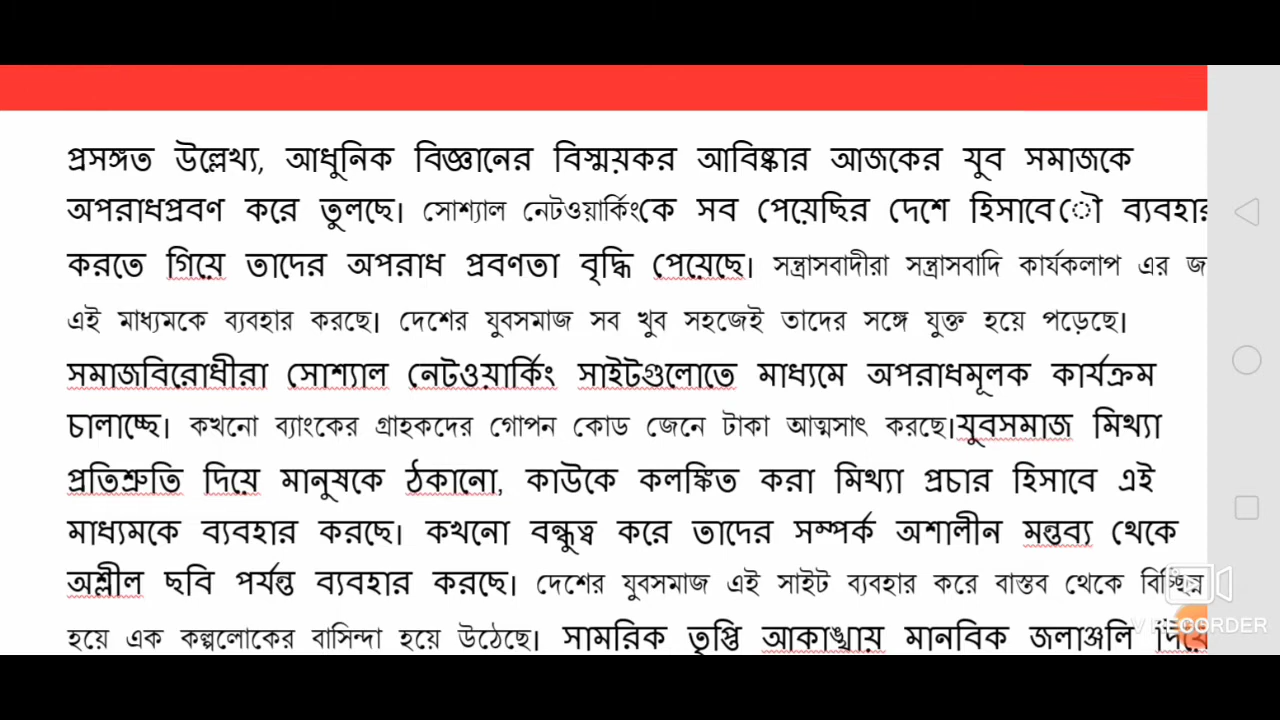 প্রসঙ্গত উল্লেখ্য, আধুনিক বিজ্ঞানের বিস্ময়কর আবিষ্কার আজকের যুব সমাজকে
অপরাধপ্রবণ করে তুলছে। সোশ্যাল নেটওয়ার্কিংকে সব পেয়েছির দেশে হিসাবে ৌ ব্যবহার
করতে গিয়ে তাদের অপরাধ প্রবণতা বৃদ্ধি পেয়েছে। সন্ত্রাসবাদীরা সন্ত্রাসবাদি কার্যকলাপ এর
এই মাধ্যমকে ব্যবহার করছে। দেশের যুবসমাজ সব খুব সহজেই তাদের সঙ্গে যুক্ত হয়ে পড়েছে।
সমাজবিরোধীরা সোশ্যাল নেটওয়ার্কিং সাইটগুলোতে মাধ্যমে অপরাধমূলক কার্যক্রম
চালাচ্ছে। কখনো ব্যাংকের গ্রাহকদের গোপন কোড জেনে টাকা আত্মসাৎ করছে।যুবসমাজ মিথ্যা
প্রতিশ্রুতি দিয়ে মানুষকে ঠকানো, কাউকে কলঙ্কিত করা মিথ্যা প্রচার হিসাবে এই
মাধ্যমকে ব্যবহার করছে। কখনো বন্ধুত্ব করে তাদের সম্পর্ক অশালীন মন্তব্য থেকে
অশ্লীল ছবি পর্যন্ত ব্যবহার করছে। দেশের যুবসমাজ এই সাইট ব্যবহার করে বাস্তব থেকে বিচ্ছিন্ন
হয়ে এক কল্পলোকের বাসিন্দা হয়ে উঠেছে। সামরিক তৃপ্তি আকাঙ্খায় মানবিক জলাঞ্জলি দিয়ে
V RECORDER